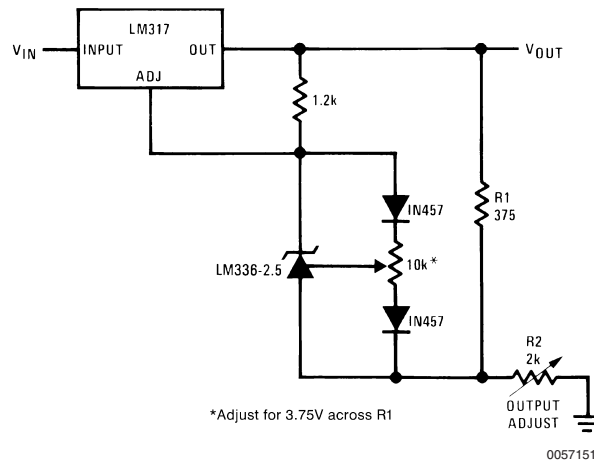 LM317
V_IN
INPUT
OUT
V_OUT
ADJ
1.2k
R1
375
IN457
LM336-2.5
10k*
IN457
R2
2k
*Adjust for 3.75V across R1
OUTPUT
ADJUST
0057151